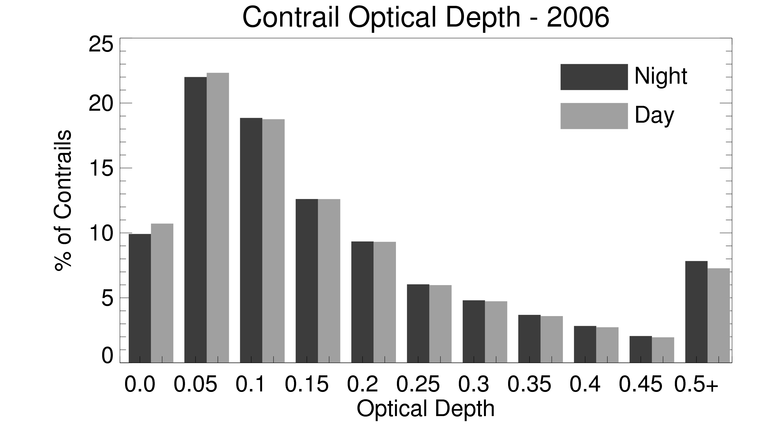 Contrail Optical Depth - 2006
% of Contrails
25
20
15
10
5
0
Night
Day
0.0 0.05 0.1 0.15 0.2 0.25 0.3 0.35 0.4 0.45 0.5+
Optical Depth